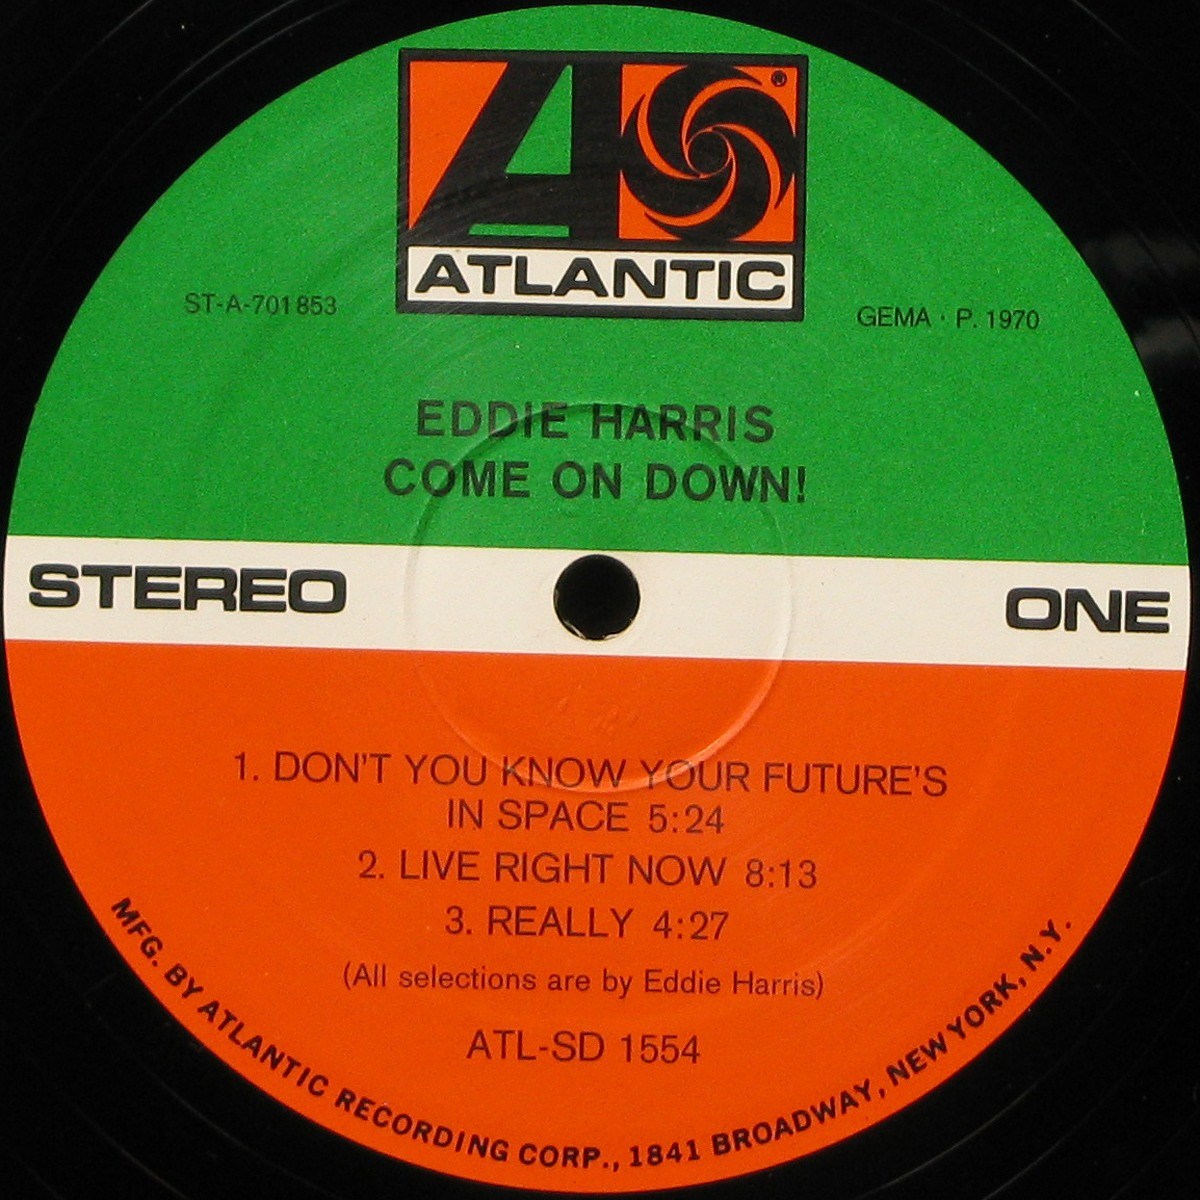 ®
ATLANTIC
ST-A-701853
GEMA · P. 1970
EDDIE HARRIS
COME ON DOWN!
STEREO
ONE
1. DON'T YOU KNOW YOUR FUTURE'S
IN SPACE 5:24
2. LIVE RIGHT NOW 8:13
3. REALLY 4:27
(All selections are by Eddie Harris)
ATL-SD 1554
MFG. BY ATLANTIC RECORDING CORP., 1841 BROADWAY, NEW YORK, N.Y.